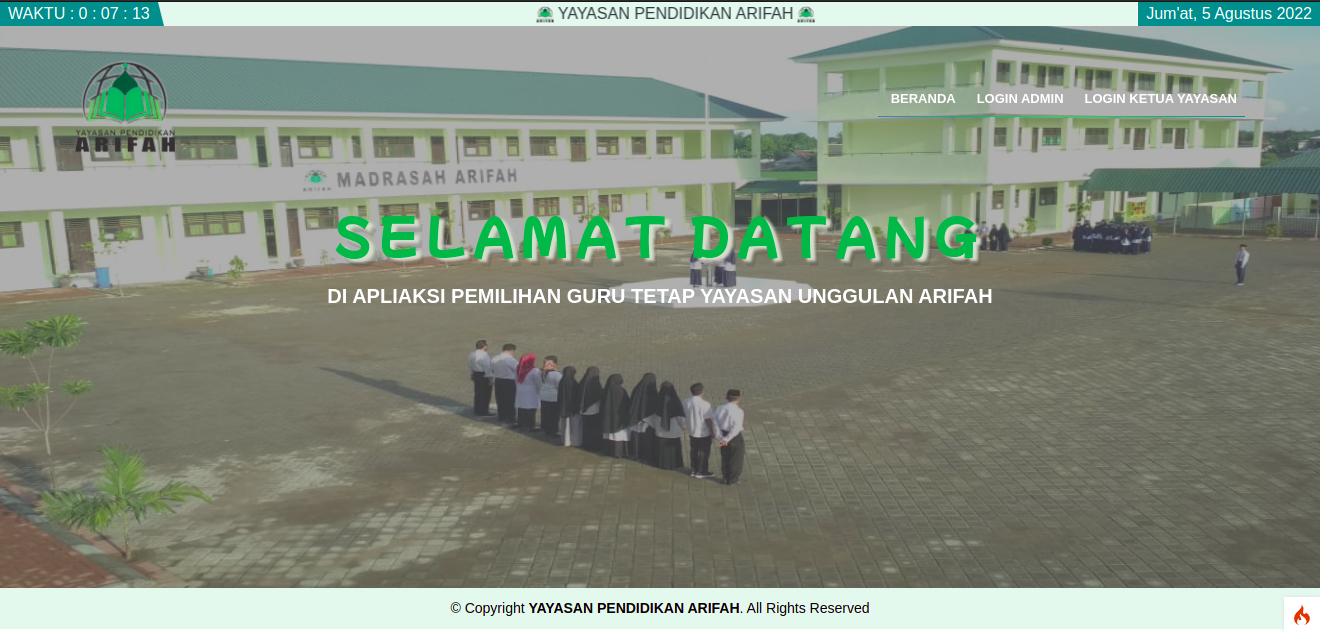 WAKTU : 0 : 07 : 13
YAYASAN PENDIDIKAN ARIFAH
Jum'at, 5 Agustus 2022
YAYASAN PENDIDIKAN
ARIFAH
BERANDA LOGIN ADMIN LOGIN KETUA YAYASAN
MADRASAH ARIFAH
SELAMAT DATANG
DI APLIAKSI PEMILIHAN GURU TETAP YAYASAN UNGGULAN ARIFAH
© Copyright YAYASAN PENDIDIKAN ARIFAH. All Rights Reserved